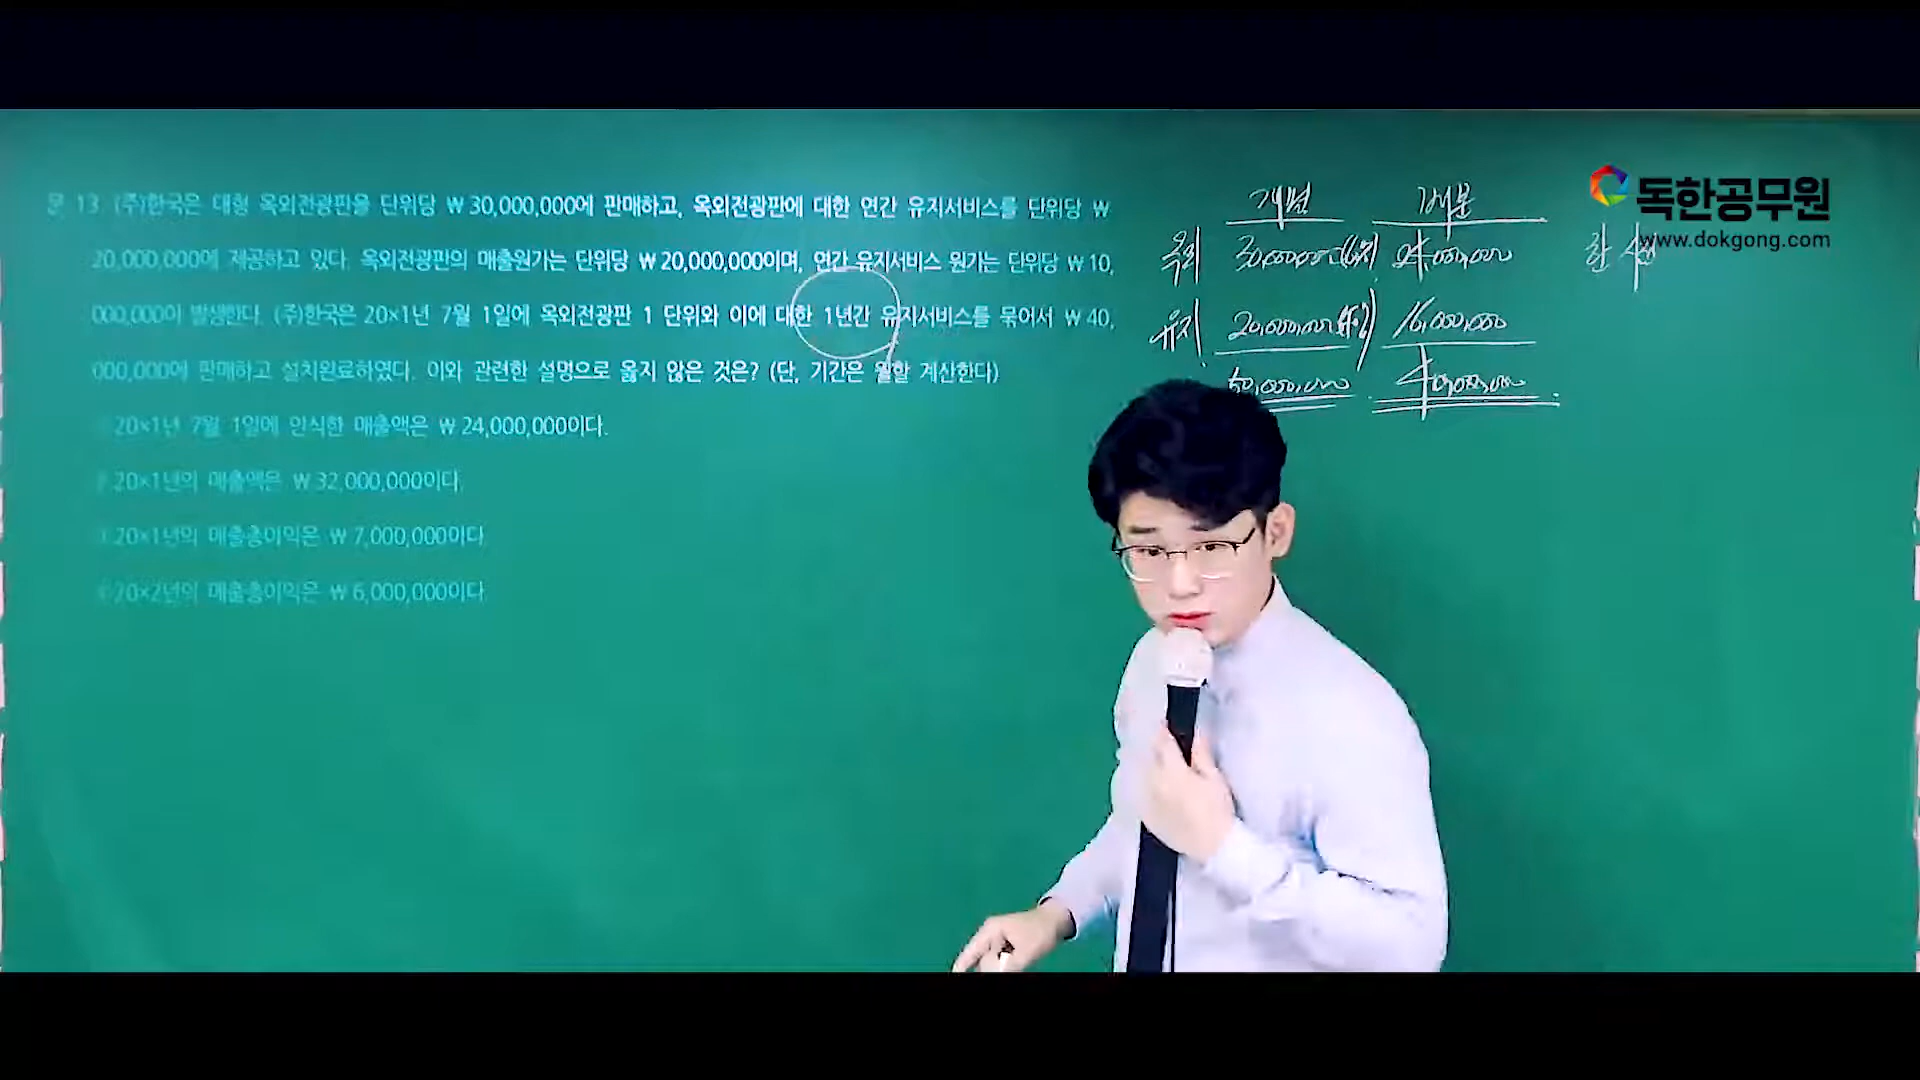 문 13. (주)한국은 대형 옥외전광판을 단위당 ₩30,000,000에 판매하고, 옥외전광판에 대한 연간 유지서비스를 단위당 ₩
20,000,000에 제공하고 있다. 옥외전광판의 매출원가는 단위당 ₩20,000,000이며, 연간 유지서비스 원가는 단위당 ₩10,
000,000이 발생한다. (주)한국은 20×1년 7월 1일에 옥외전광판 1 단위와 이에 대한 1년간 유지서비스를 묶어서 ₩40,
000,000에 판매하고 설치완료하였다. 이와 관련한 설명으로 옳지 않은 것은? (단, 기간은 월할 계산한다)
20×1년 7월 1일에 인식한 매출액은 ₩24,000,000이다.
20×1년의 매출액은 ₩32,000,000이다.
20×1년의 매출총이익은 ₩7,000,000이다
20×2년의 매출총이익은 ₩6,000,000이다
개별 배분
옥외 30,000,000 24,000,000
유지 20,000,000 16,000,000
50,000,000 40,000,000
독한공무원
www.dokgong.com